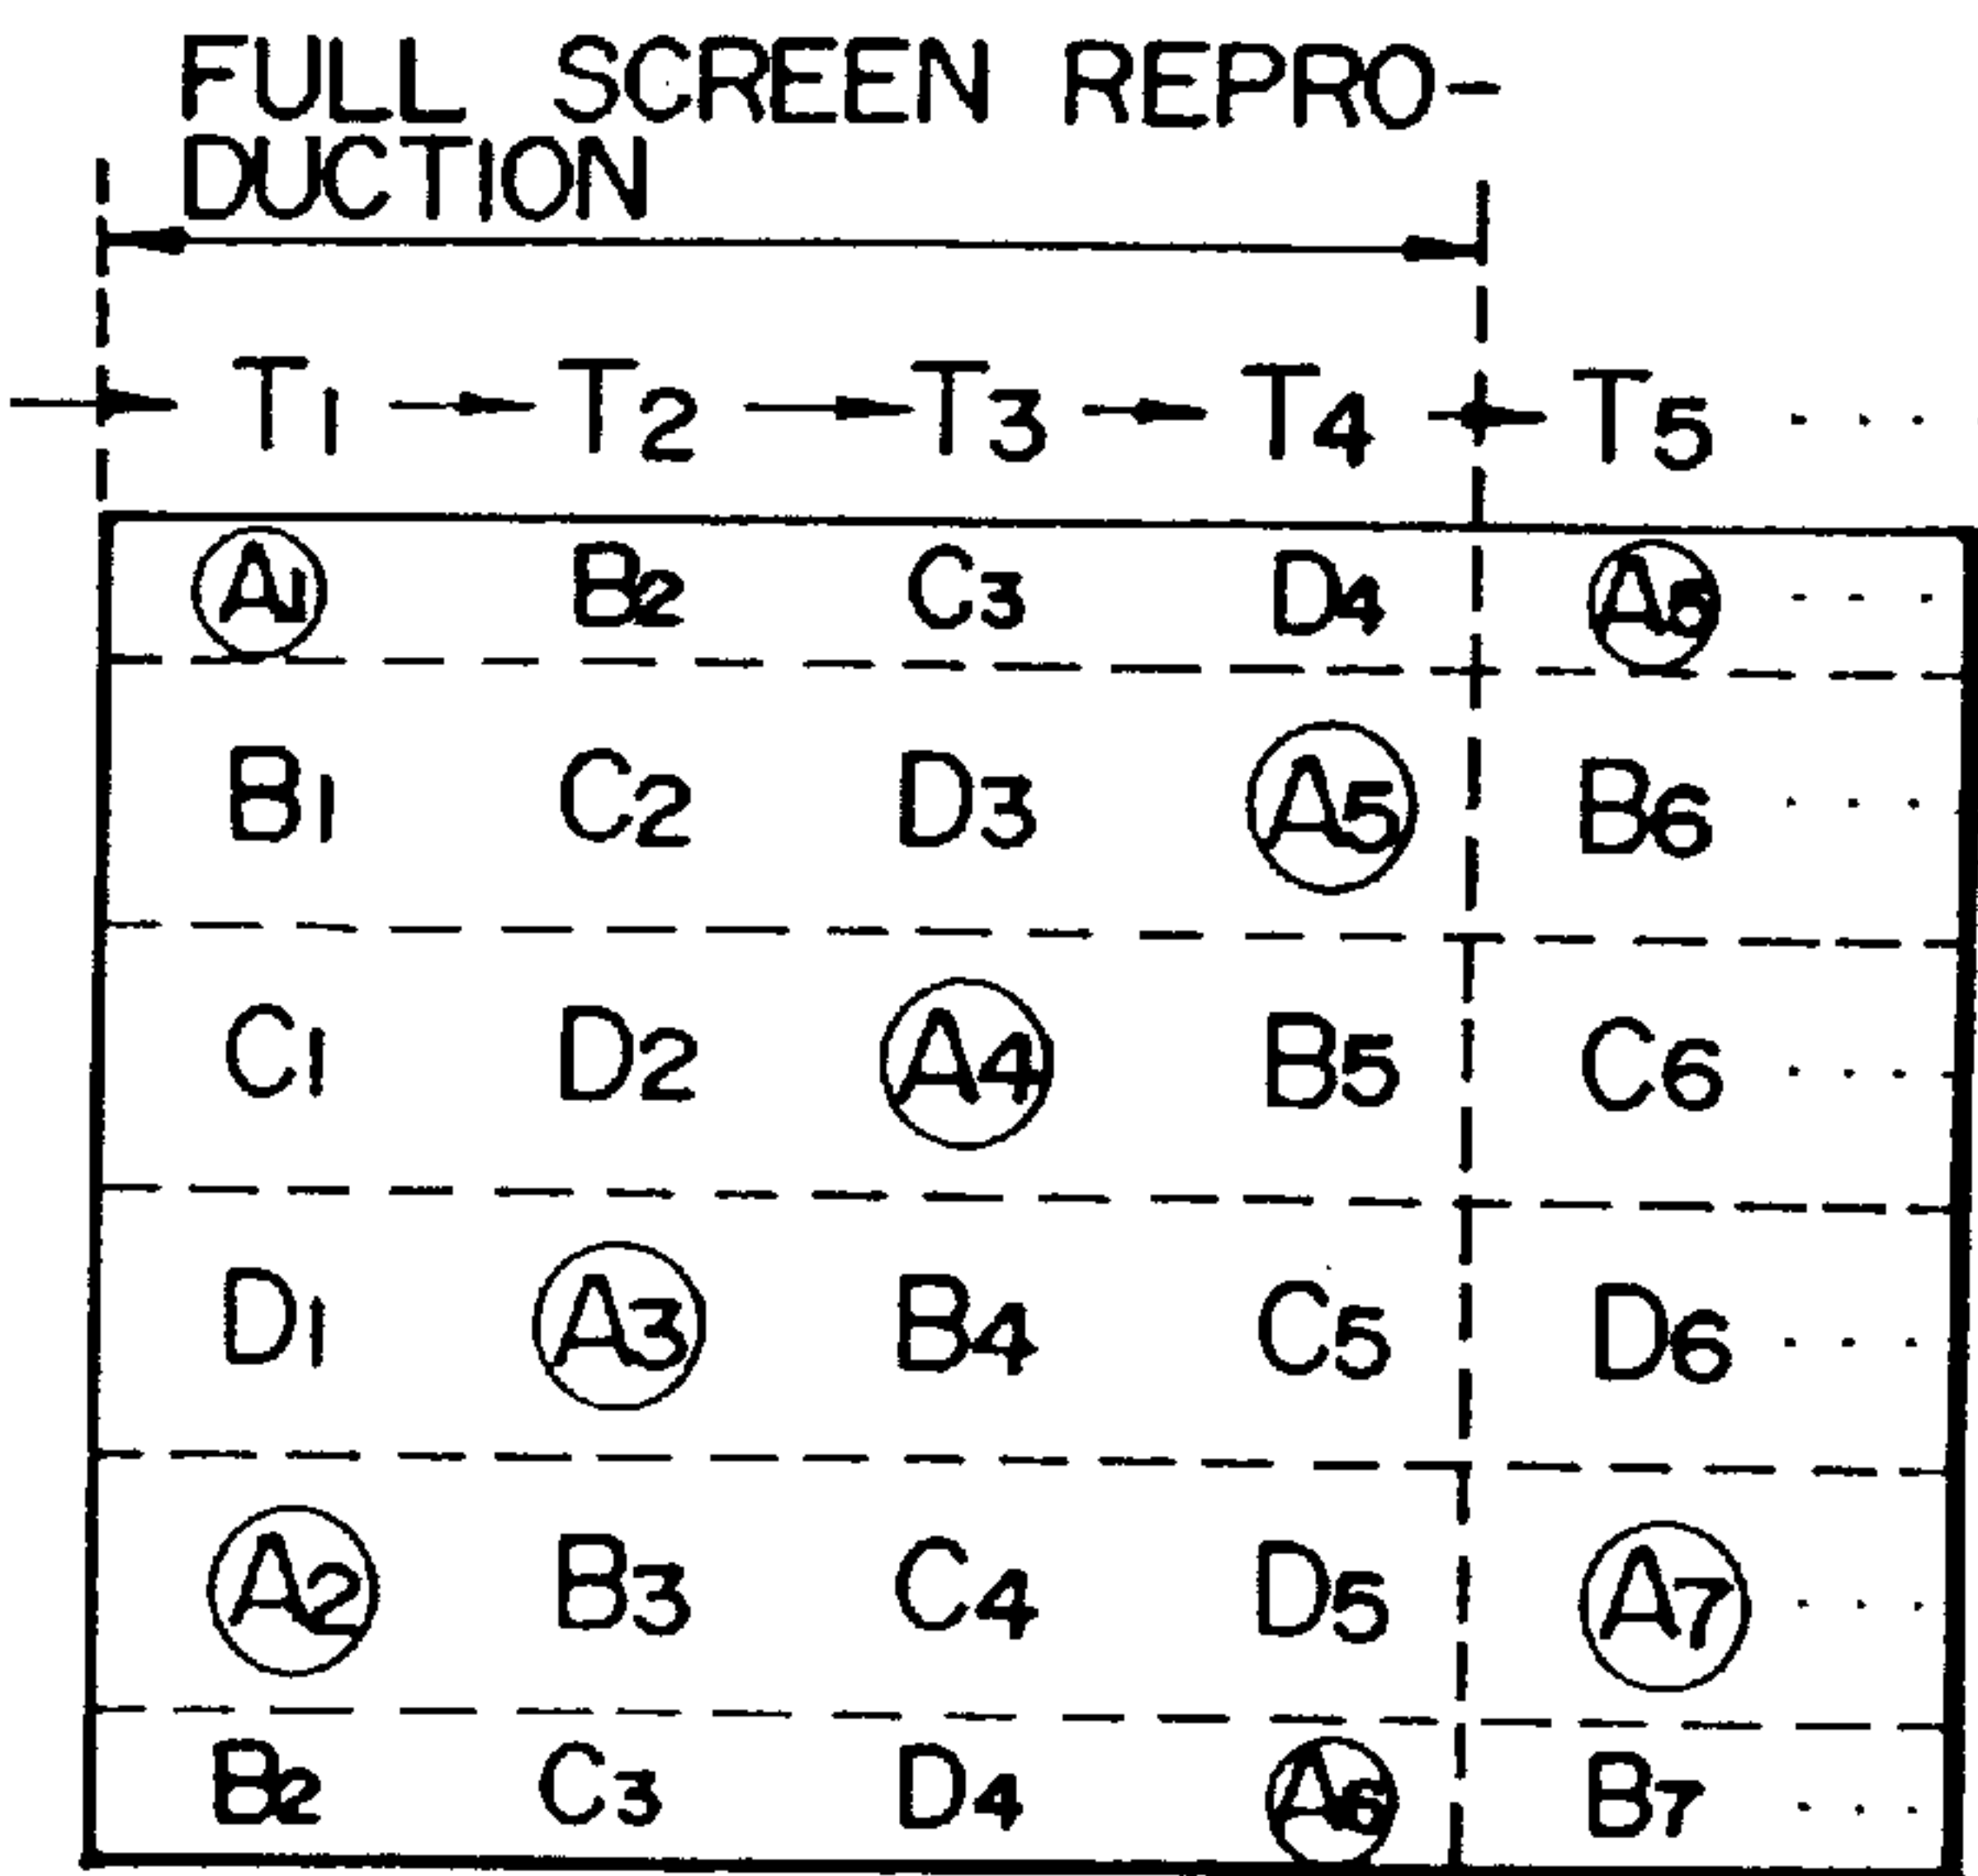 FULL SCREEN REPRO-
DUCTION
T1 T2 T3 T4 T5 ...
A1 B2 C3 D4 A6 ...
B1 C2 D3 A5 B6 ...
C1 D2 A4 B5 C6 ...
D1 A3 B4 C5 D6 ...
A2 B3 C4 D5 A7 ...
B2 C3 D4 A6 B7 ...